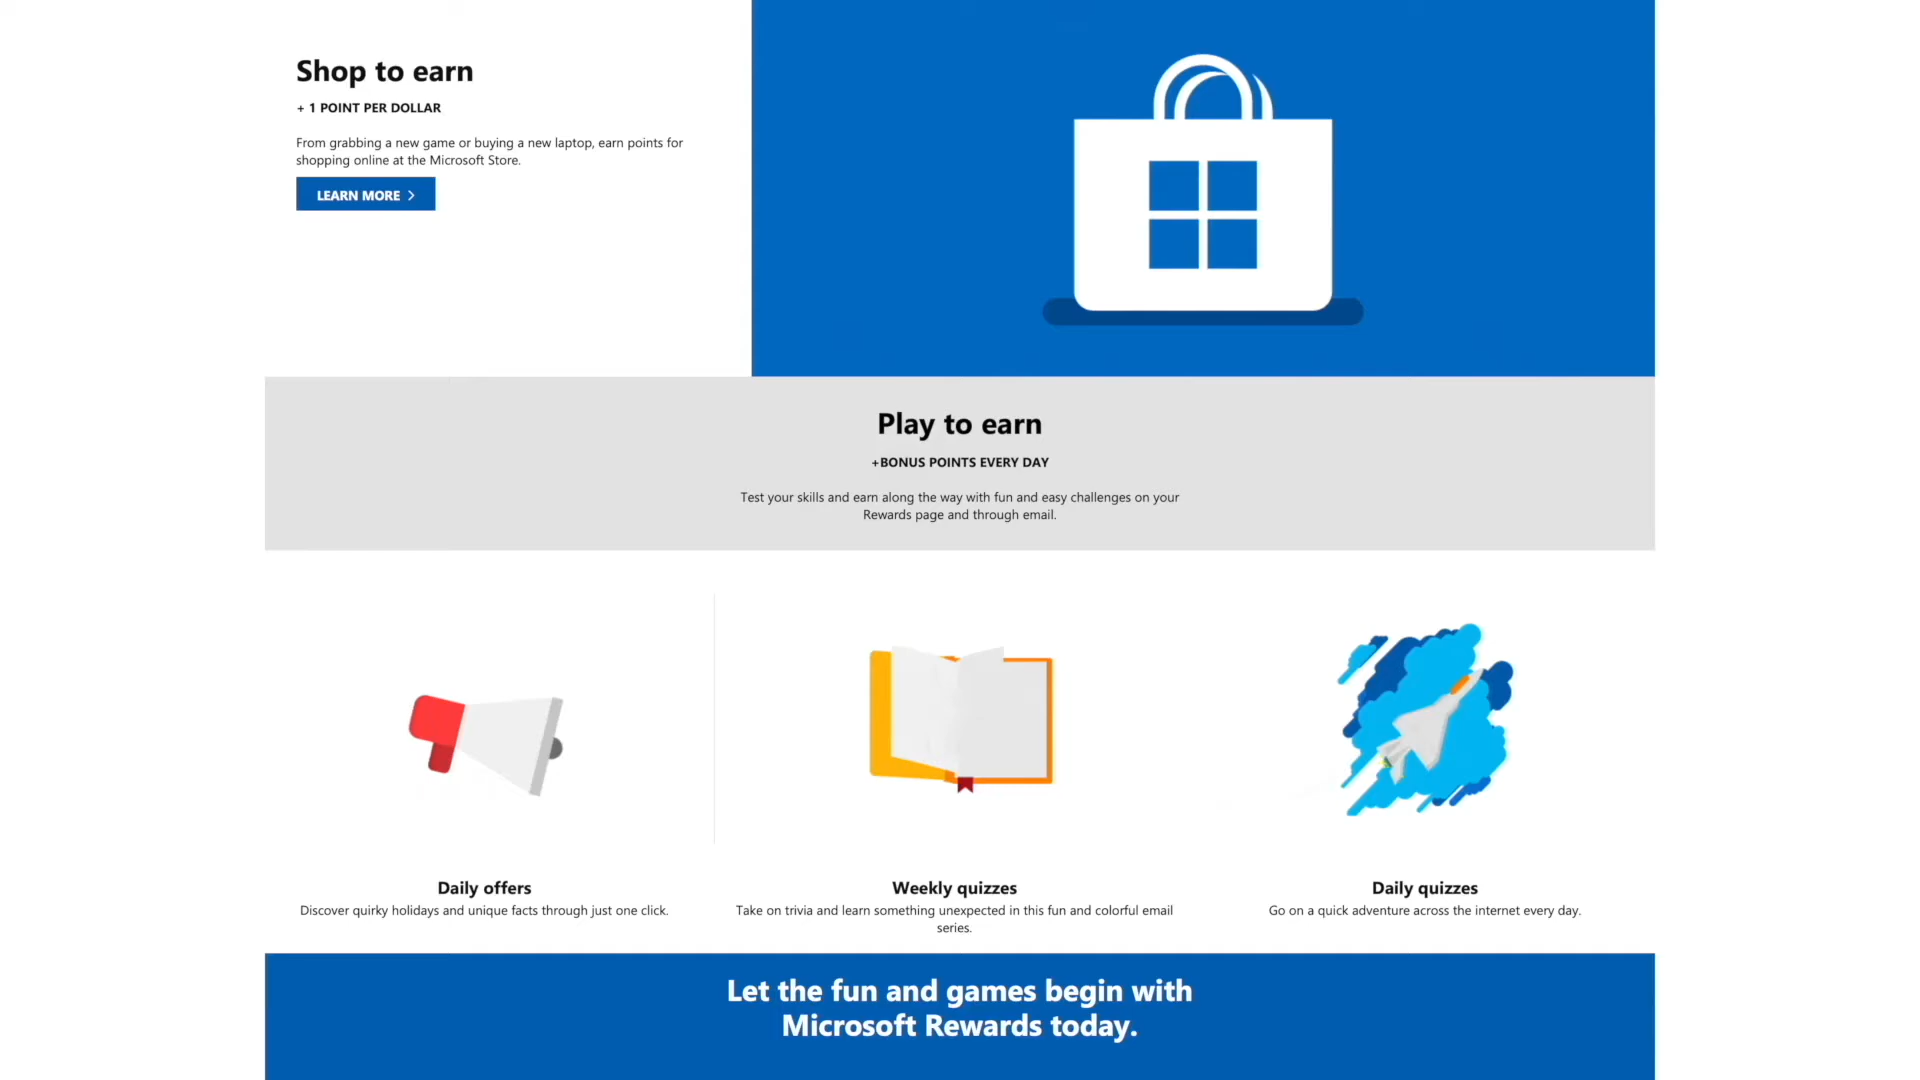 Shop to earn
+ 1 POINT PER DOLLAR
From grabbing a new game or buying a new laptop, earn points for
shopping online at the Microsoft Store.
LEARN MORE
Play to earn
+BONUS POINTS EVERY DAY
Test your skills and earn along the way with fun and easy challenges on your
Rewards page and through email.
Daily offers
Discover quirky holidays and unique facts through just one click.
Weekly quizzes
Take on trivia and learn something unexpected in this fun and colorful email
series.
Daily quizzes
Go on a quick adventure across the internet every day.
Let the fun and games begin with
Microsoft Rewards today.